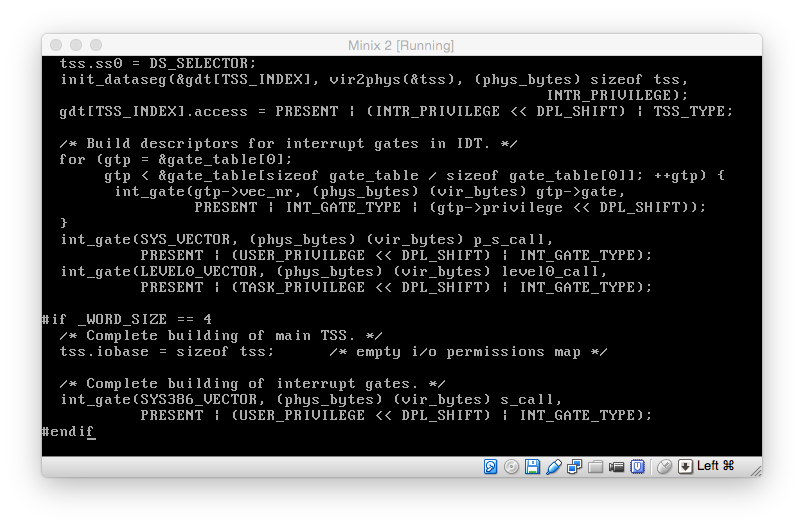 Minix 2 [Running]
tss.ss0 = DS_SELECTOR;
init_dataseg(&gdt[TSS_INDEX], vir2phys(&tss), (phys_bytes) sizeof tss,
INTR_PRIVILEGE);
gdt[TSS_INDEX].access = PRESENT | (INTR_PRIVILEGE << DPL_SHIFT) | TSS_TYPE;
/* Build descriptors for interrupt gates in IDT. */
for (gtp = &gate_table[0];
gtp < &gate_table[sizeof gate_table / sizeof gate_table[0]]; ++gtp) {
int_gate(gtp->vec_nr, (phys_bytes) (vir_bytes) gtp->gate,
PRESENT | INT_GATE_TYPE | (gtp->privilege << DPL_SHIFT));
}
int_gate(SYS_VECTOR, (phys_bytes) (vir_bytes) p_s_call,
PRESENT | (USER_PRIVILEGE << DPL_SHIFT) | INT_GATE_TYPE);
int_gate(LEVEL0_VECTOR, (phys_bytes) (vir_bytes) level0_call,
PRESENT | (TASK_PRIVILEGE << DPL_SHIFT) | INT_GATE_TYPE);
#if _WORD_SIZE == 4
/* Complete building of main TSS. */
tss.iobase = sizeof tss; /* empty i/o permissions map */
/* Complete building of interrupt gates. */
int_gate(SYS386_VECTOR, (phys_bytes) (vir_bytes) s_call,
PRESENT | (USER_PRIVILEGE << DPL_SHIFT) | INT_GATE_TYPE);
#endif
Left ⌘